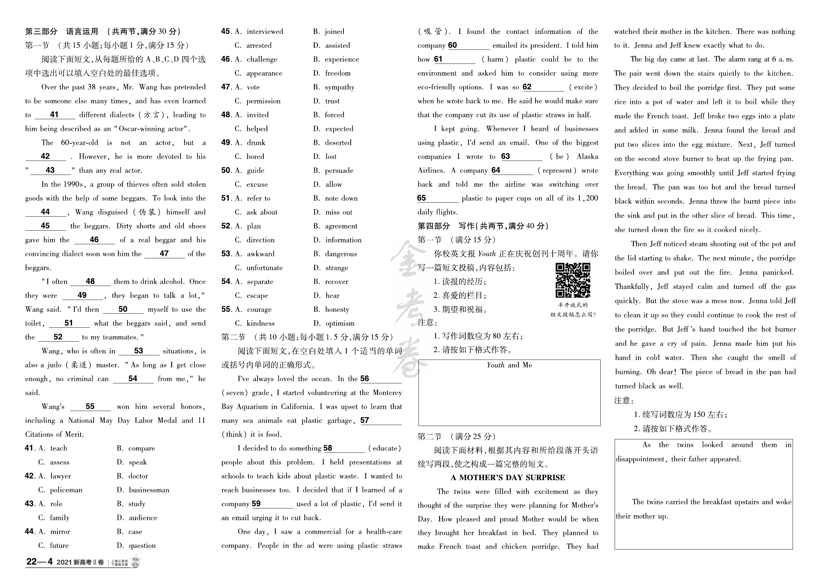 第三部分 语言运用 (共两节,满分30分)
第一节 (共15小题;每小题1分,满分15分)
阅读下面短文,从每题所给的A、B、C、D四个选
项中选出可以填入空白处的最佳选项。
Over the past 38 years, Mr. Wang has pretended
to be someone else many times, and has even learned
to 41 different dialects (方言), leading to
him being described as an "Oscar-winning actor".
The 60-year-old is not an actor, but a
42 . However, he is more devoted to his
" 43 " than any real actor.
In the 1990s, a group of thieves often sold stolen
goods with the help of some beggars. To look into the
44 , Wang disguised (伪装) himself and
45 the beggars. Dirty shorts and old shoes
gave him the 46 of a real beggar and his
convincing dialect soon won him the 47 of the
beggars.
"I often 48 them to drink alcohol. Once
they were 49 , they began to talk a lot,"
Wang said. "I'd then 50 myself to use the
toilet, 51 what the beggars said, and send
the 52 to my teammates."
Wang, who is often in 53 situations, is
also a judo (柔道) master. "As long as I get close
enough, no criminal can 54 from me," he
said.
Wang's 55 won him several honors,
including a National May Day Labor Medal and 11
Citations of Merit.
41. A. teach B. compare
C. assess D. speak
42. A. lawyer B. doctor
C. policeman D. businessman
43. A. role B. study
C. family D. audience
44. A. mirror B. case
C. future D. question
22—4 2021新高考Ⅱ卷
45. A. interviewed B. joined
C. arrested D. assisted
46. A. challenge B. experience
C. appearance D. freedom
47. A. vote B. sympathy
C. permission D. trust
48. A. invited B. forced
C. helped D. expected
49. A. drunk B. deserted
C. bored D. lost
50. A. guide B. persuade
C. excuse D. allow
51. A. refer to B. note down
C. ask about D. miss out
52. A. plan B. agreement
C. direction D. information
53. A. awkward B. dangerous
C. unfortunate D. strange
54. A. separate B. recover
C. escape D. hear
55. A. courage B. honesty
C. kindness D. optimism
第二节 (共10小题;每小题1.5分,满分15分)
阅读下面短文,在空白处填入1个适当的单词
或括号内单词的正确形式。
I've always loved the ocean. In the 56
(seven) grade, I started volunteering at the Monterey
Bay Aquarium in California. I was upset to learn that
many sea animals eat plastic garbage, 57
(think) it is food.
I decided to do something 58 (educate)
people about this problem. I held presentations at
schools to teach kids about plastic waste. I wanted to
reach businesses too. I decided that if I learned of a
company 59 used a lot of plastic, I'd send it
an email urging it to cut back.
One day, I saw a commercial for a health-care
company. People in the ad were using plastic straws
(吸管). I found the contact information of the
company 60 emailed its president. I told him
how 61 (harm) plastic could be to the
environment and asked him to consider using more
eco-friendly options. I was so 62 (excite)
when he wrote back to me. He said he would make sure
that the company cut its use of plastic straws in half.
I kept going. Whenever I heard of businesses
using plastic, I'd send an email. One of the biggest
companies I wrote to 63 (be) Alaska
Airlines. A company 64 (represent) wrote
back and told me the airline was switching over
65 plastic to paper cups on all of its 1,200
daily flights.
第四部分 写作(共两节,满分40分)
第一节 (满分15分)
你校英文报Youth正在庆祝创刊十周年。请你
写一篇短文投稿,内容包括:
1. 读报的经历;
2. 喜爱的栏目;
3. 期望和祝福。
半开放式的
短文投稿怎么写?
注意:
1. 写作词数应为80左右;
2. 请按如下格式作答。
Youth and Me
第二节 (满分25分)
阅读下面材料,根据其内容和所给段落开头语
续写两段,使之构成一篇完整的短文。
A MOTHER'S DAY SURPRISE
The twins were filled with excitement as they
thought of the surprise they were planning for Mother's
Day. How pleased and proud Mother would be when
they brought her breakfast in bed. They planned to
make French toast and chicken porridge. They had
watched their mother in the kitchen. There was nothing
to it. Jenna and Jeff knew exactly what to do.
The big day came at last. The alarm rang at 6 a. m.
The pair went down the stairs quietly to the kitchen.
They decided to boil the porridge first. They put some
rice into a pot of water and left it to boil while they
made the French toast. Jeff broke two eggs into a plate
and added in some milk. Jenna found the bread and
put two slices into the egg mixture. Next, Jeff turned
on the second stove burner to heat up the frying pan.
Everything was going smoothly until Jeff started frying
the bread. The pan was too hot and the bread turned
black within seconds. Jenna threw the burnt piece into
the sink and put in the other slice of bread. This time,
she turned down the fire so it cooked nicely.
Then Jeff noticed steam shooting out of the pot and
the lid starting to shake. The next minute, the porridge
boiled over and put out the fire. Jenna panicked.
Thankfully, Jeff stayed calm and turned off the gas
quickly. But the stove was a mess now. Jenna told Jeff
to clean it up so they could continue to cook the rest of
the porridge. But Jeff's hand touched the hot burner
and he gave a cry of pain. Jenna made him put his
hand in cold water. Then she caught the smell of
burning. Oh dear! The piece of bread in the pan had
turned black as well.
注意:
1. 续写词数应为150左右;
2. 请按如下格式作答。
As the twins looked around them in
disappointment, their father appeared.
The twins carried the breakfast upstairs and woke
their mother up.
金考卷